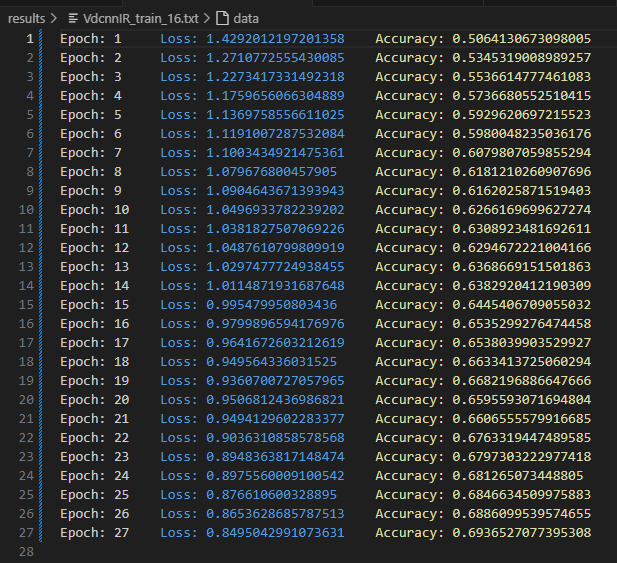 results > VdcnnIR_train_16.txt > data
1 Epoch: 1 Loss: 1.4292012197201358 Accuracy: 0.5064130673098005
2 Epoch: 2 Loss: 1.2710772555430085 Accuracy: 0.5345319008989257
3 Epoch: 3 Loss: 1.2273417331492318 Accuracy: 0.5536614777461083
4 Epoch: 4 Loss: 1.1759656066304889 Accuracy: 0.5736680552510415
5 Epoch: 5 Loss: 1.1369758556611025 Accuracy: 0.5929620697215523
6 Epoch: 6 Loss: 1.1191007287532084 Accuracy: 0.5980048235036176
7 Epoch: 7 Loss: 1.1003434921475361 Accuracy: 0.6079807059855294
8 Epoch: 8 Loss: 1.079676800457905 Accuracy: 0.6181210260907696
9 Epoch: 9 Loss: 1.0904643671393943 Accuracy: 0.6162025871519403
10 Epoch: 10 Loss: 1.0496933782239202 Accuracy: 0.6266169699627274
11 Epoch: 11 Loss: 1.0381827507069226 Accuracy: 0.6308923481692611
12 Epoch: 12 Loss: 1.0487610799809919 Accuracy: 0.6294672221004166
13 Epoch: 13 Loss: 1.0297477724938455 Accuracy: 0.6368669151501863
14 Epoch: 14 Loss: 1.0114871931687648 Accuracy: 0.6382920412190309
15 Epoch: 15 Loss: 0.995479950803436 Accuracy: 0.6445406709055032
16 Epoch: 16 Loss: 0.9799896594176976 Accuracy: 0.6535299276474458
17 Epoch: 17 Loss: 0.9641672603212619 Accuracy: 0.6538039903529927
18 Epoch: 18 Loss: 0.949564336031525 Accuracy: 0.6633413725060294
19 Epoch: 19 Loss: 0.9360700727057965 Accuracy: 0.6682196886647666
20 Epoch: 20 Loss: 0.9506812436986821 Accuracy: 0.6595593071694804
21 Epoch: 21 Loss: 0.9494129602283377 Accuracy: 0.6606555579916685
22 Epoch: 22 Loss: 0.9036310858578568 Accuracy: 0.6763319447489585
23 Epoch: 23 Loss: 0.8948363817148474 Accuracy: 0.6797303222977418
24 Epoch: 24 Loss: 0.8975560009100542 Accuracy: 0.681265073448805
25 Epoch: 25 Loss: 0.876610600328895 Accuracy: 0.6846634509975883
26 Epoch: 26 Loss: 0.8653628685787513 Accuracy: 0.6886099539574655
27 Epoch: 27 Loss: 0.8495042991073631 Accuracy: 0.6936527077395308
28